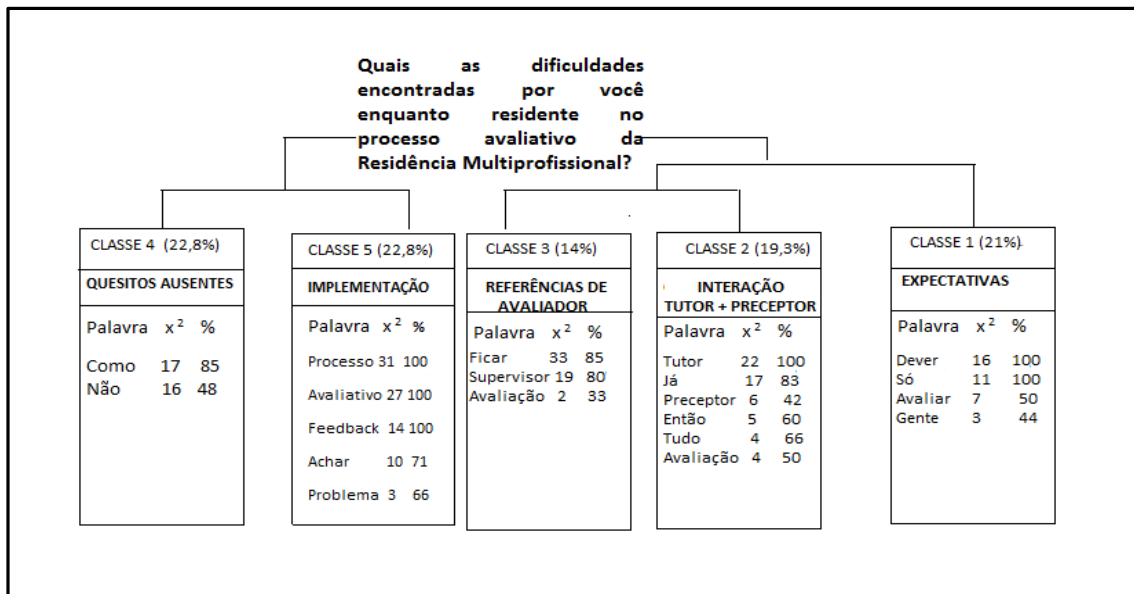 Quais as dificuldades
encontradas por você
enquanto residente no
processo avaliativo da
Residência Multiprofissional?
CLASSE 4 (22,8%)
QUESITOS AUSENTES
Palavra x² %
Como 17 85
Não 16 48
CLASSE 5 (22,8%)
IMPLEMENTAÇÃO
Palavra x² %
Processo 31 100
Avaliativo 27 100
Feedback 14 100
Achar 10 71
Problema 3 66
CLASSE 3 (14%)
REFERÊNCIAS DE
AVALIADOR
Palavra x² %
Ficar 33 85
Supervisor 19 80
Avaliação 2 33
CLASSE 2 (19,3%)
INTERAÇÃO
TUTOR + PRECEPTOR
Palavra x² %
Tutor 22 100
Já 17 83
Preceptor 6 42
Então 5 60
Tudo 4 66
Avaliação 4 50
CLASSE 1 (21%)
EXPECTATIVAS
Palavra x² %
Dever 16 100
Só 11 100
Avaliar 7 50
Gente 3 44